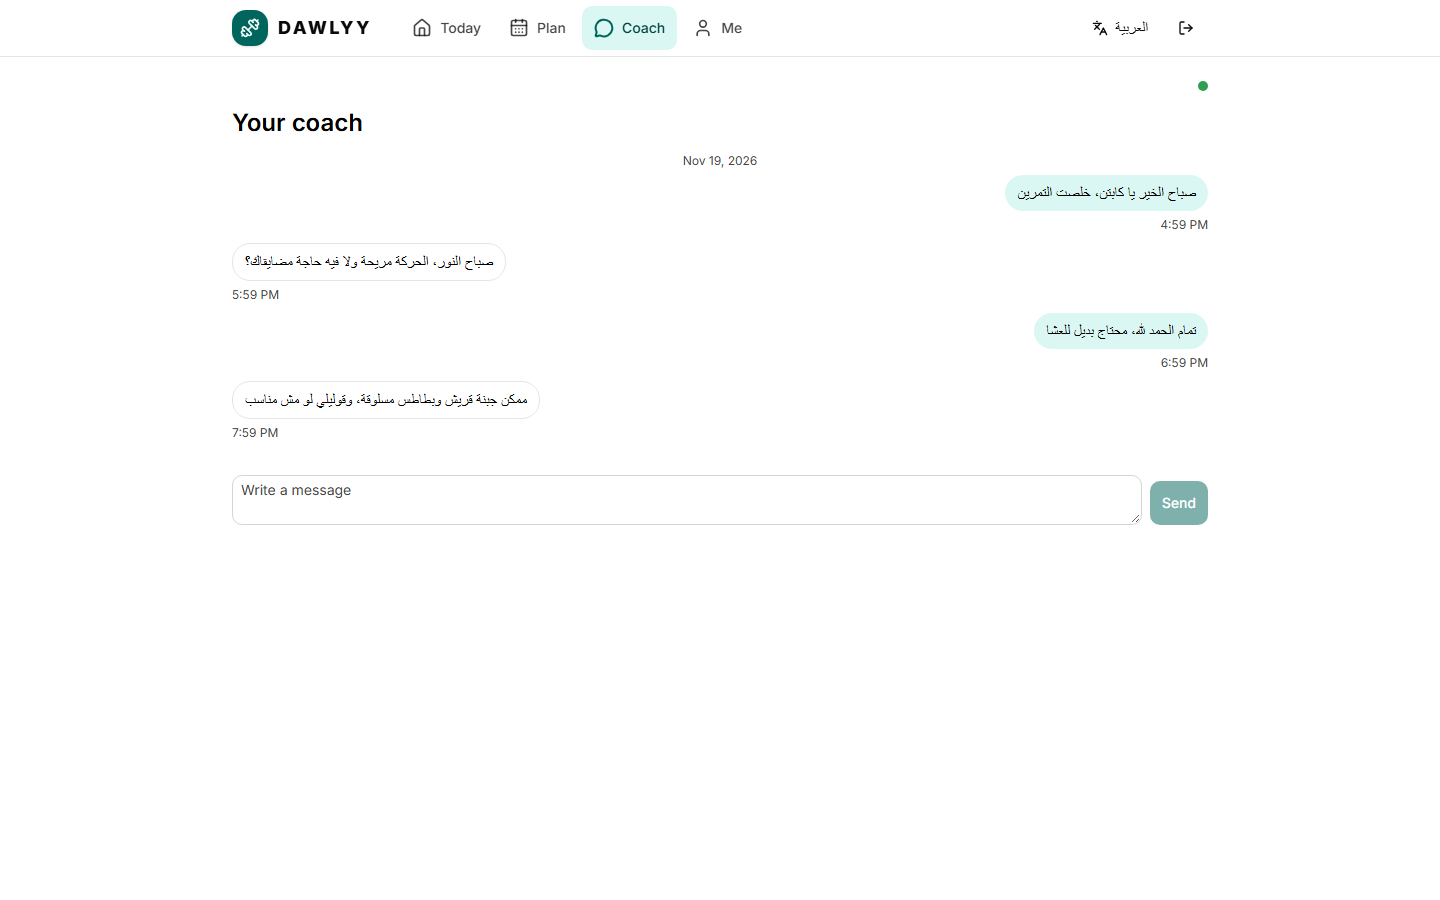 DAWLYY
Today
Plan
Coach
Me
العربية
Your coach
Nov 19, 2026
صباح الخير يا كابتن، خلصت التمرين
4:59 PM
صباح النور، الحركة مريحة ولا فيه حاجة مضايقاك؟
5:59 PM
تمام الحمد لله، محتاج بديل للعشا
6:59 PM
ممكن جبنة قريش وبطاطس مسلوقة، وقوليلي لو مش مناسب
7:59 PM
Write a message
Send